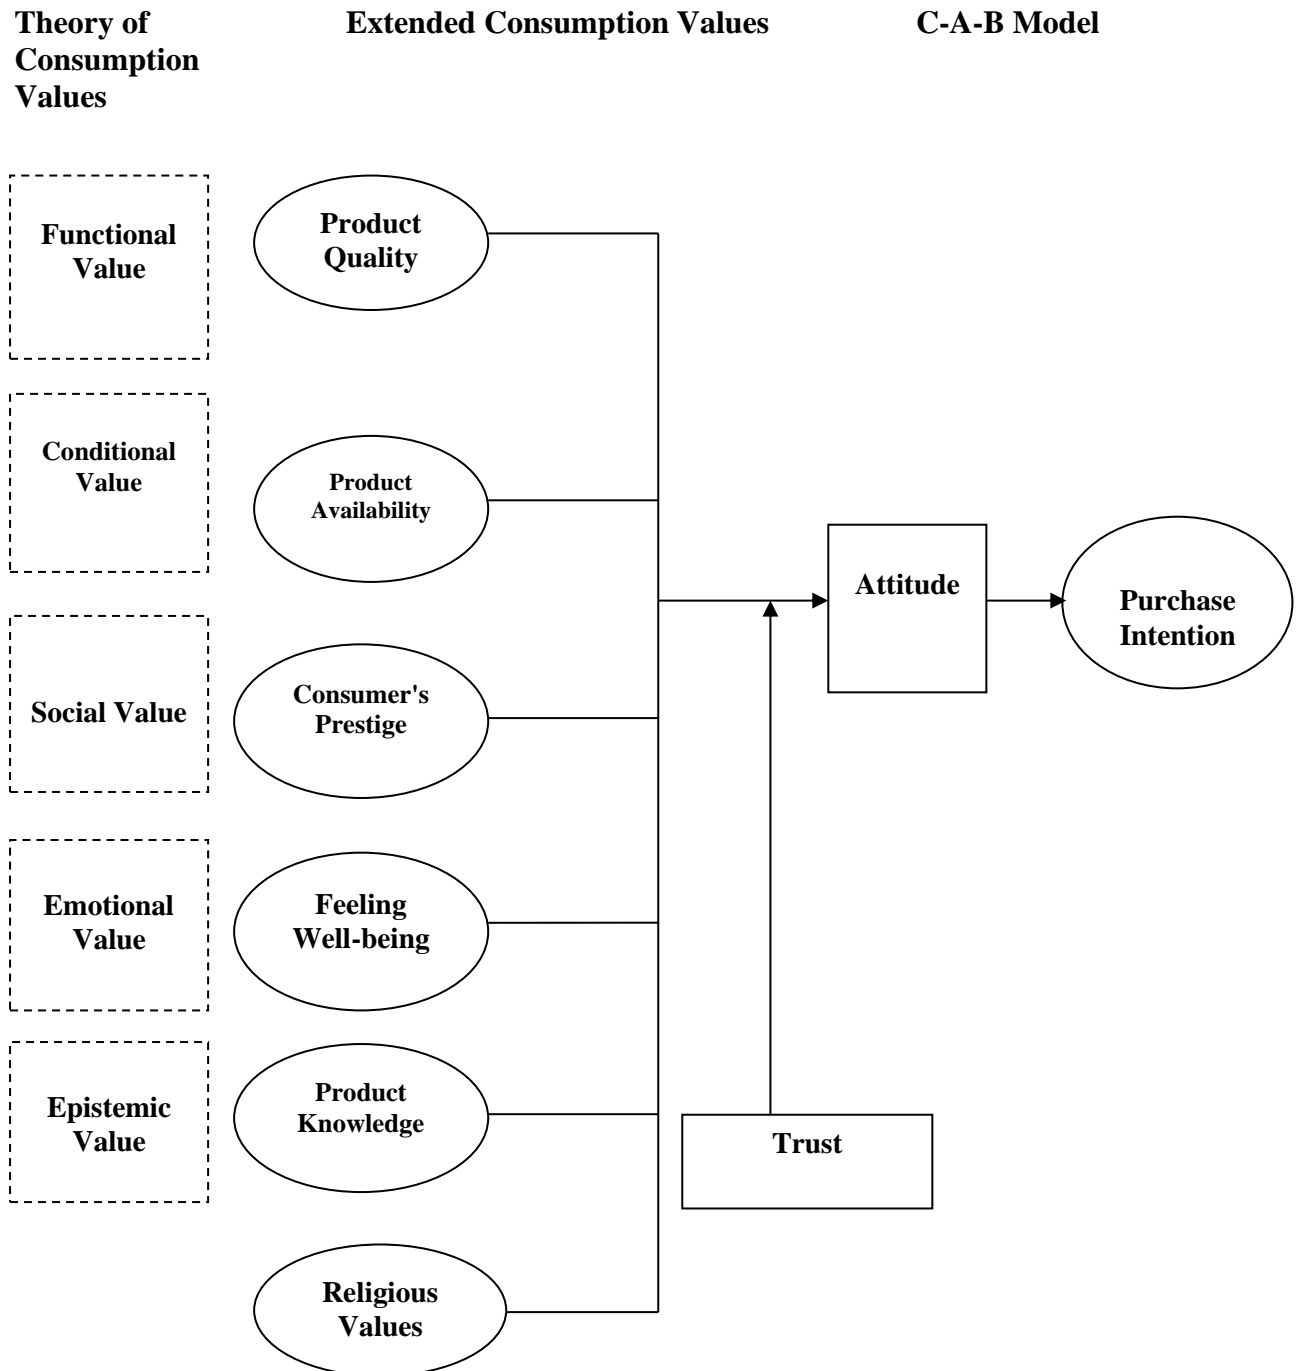 Theory of
Consumption
Values
Extended Consumption Values
C-A-B Model
Functional
Value
Product
Quality
Conditional
Value
Product
Availability
Attitude
Purchase
Intention
Social Value
Consumer's
Prestige
Emotional
Value
Feeling
Well-being
Epistemic
Value
Product
Knowledge
Trust
Religious
Values